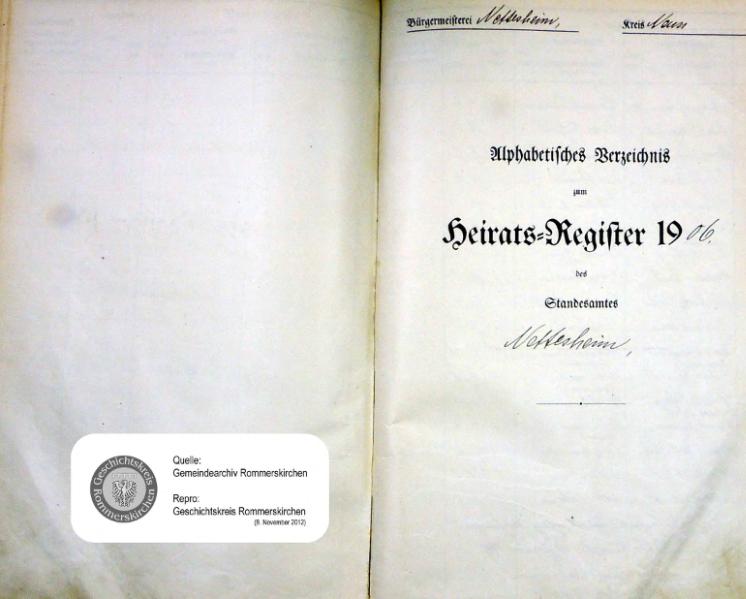 Bürgermeisterei Nettesheim,
Kreis Neuss
Alphabetisches Verzeichnis
zum
Heirats-Register 1906.
des
Standesamtes
Nettesheim,
Geschichtskreis Rommerskirchen
Quelle:
Gemeindearchiv Rommerskirchen
Repro:
Geschichtskreis Rommerskirchen
(8. November 2012)